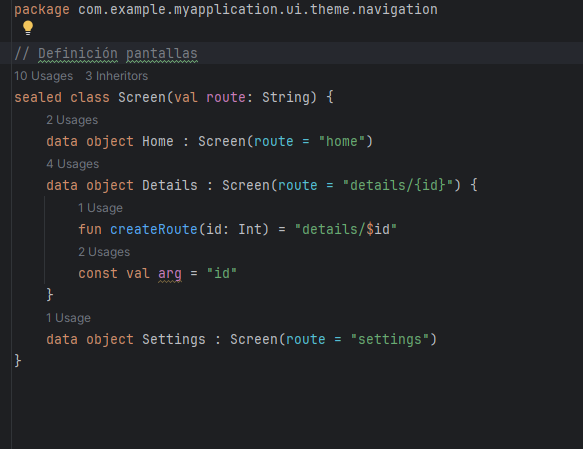 package com.example.myapplication.ui.theme.navigation
// Definición pantallas
10 Usages 3 Inheritors
sealed class Screen(val route: String) {
2 Usages
data object Home : Screen(route = "home")
4 Usages
data object Details : Screen(route = "details/{id}") {
1 Usage
fun createRoute(id: Int) = "details/$id"
2 Usages
const val arg = "id"
}
1 Usage
data object Settings : Screen(route = "settings")
}